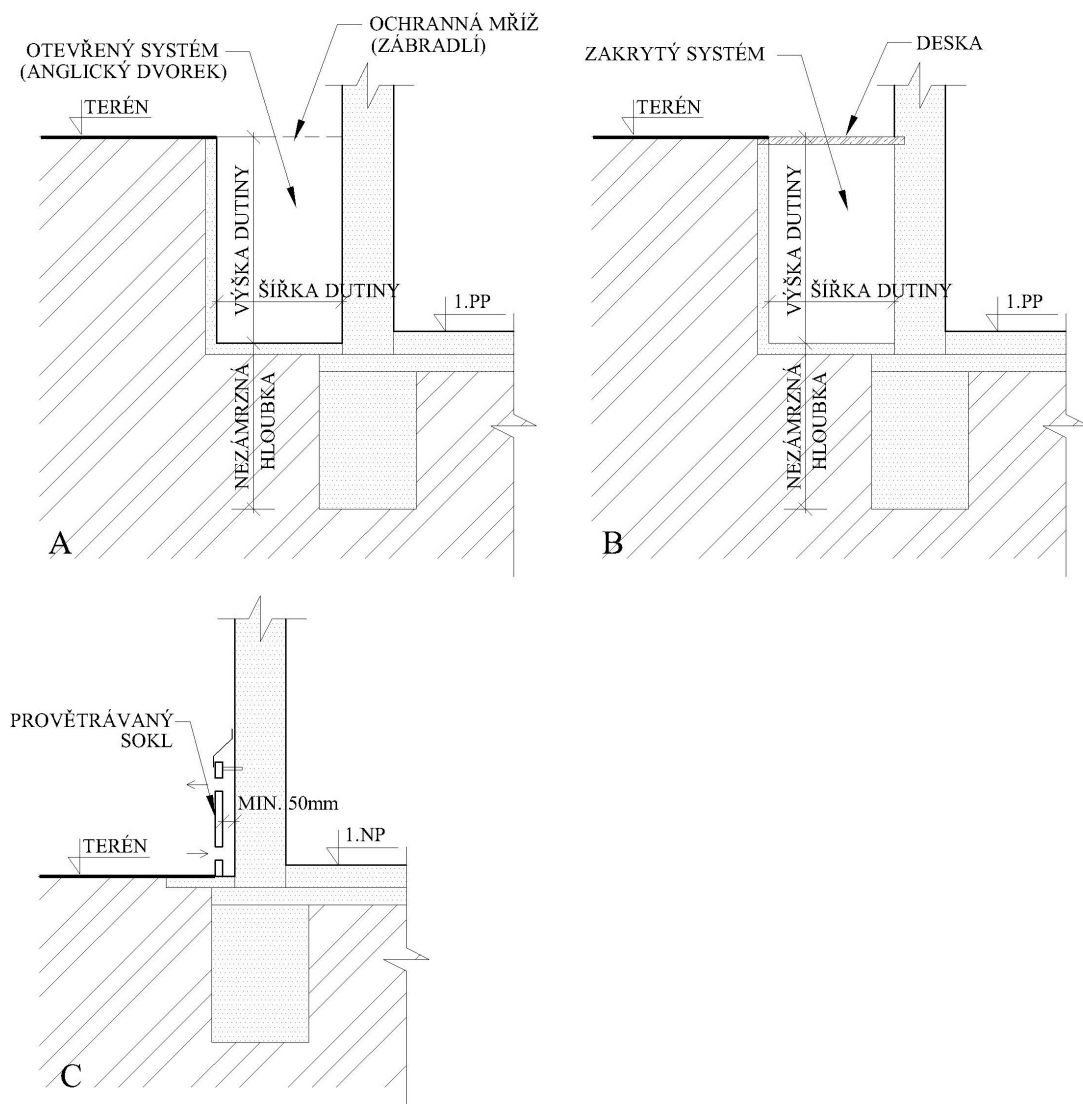 OTEVŘENÝ SYSTÉM
(ANGLICKÝ DVOREK)
OCHRANNÁ MŘÍŽ
(ZÁBRADLÍ)
TERÉN
VÝŠKA DUTINY
ŠÍŘKA DUTINY
1.PP
NEZÁMRZNÁ
HLOUBKA
A
ZAKRYTÝ SYSTÉM
DESKA
TERÉN
VÝŠKA DUTINY
ŠÍŘKA DUTINY
1.PP
NEZÁMRZNÁ
HLOUBKA
B
PROVĚTRÁVANÝ
SOKL
MIN. 50mm
TERÉN
1.NP
C